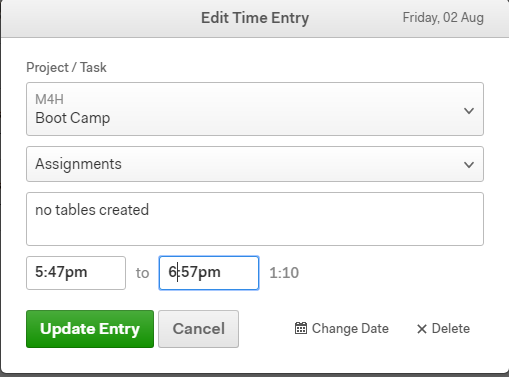 Edit Time Entry
Friday, 02 Aug
Project / Task
M4H
Boot Camp
Assignments
no tables created
5:47pm to 6:57pm 1:10
Update Entry Cancel Change Date Delete